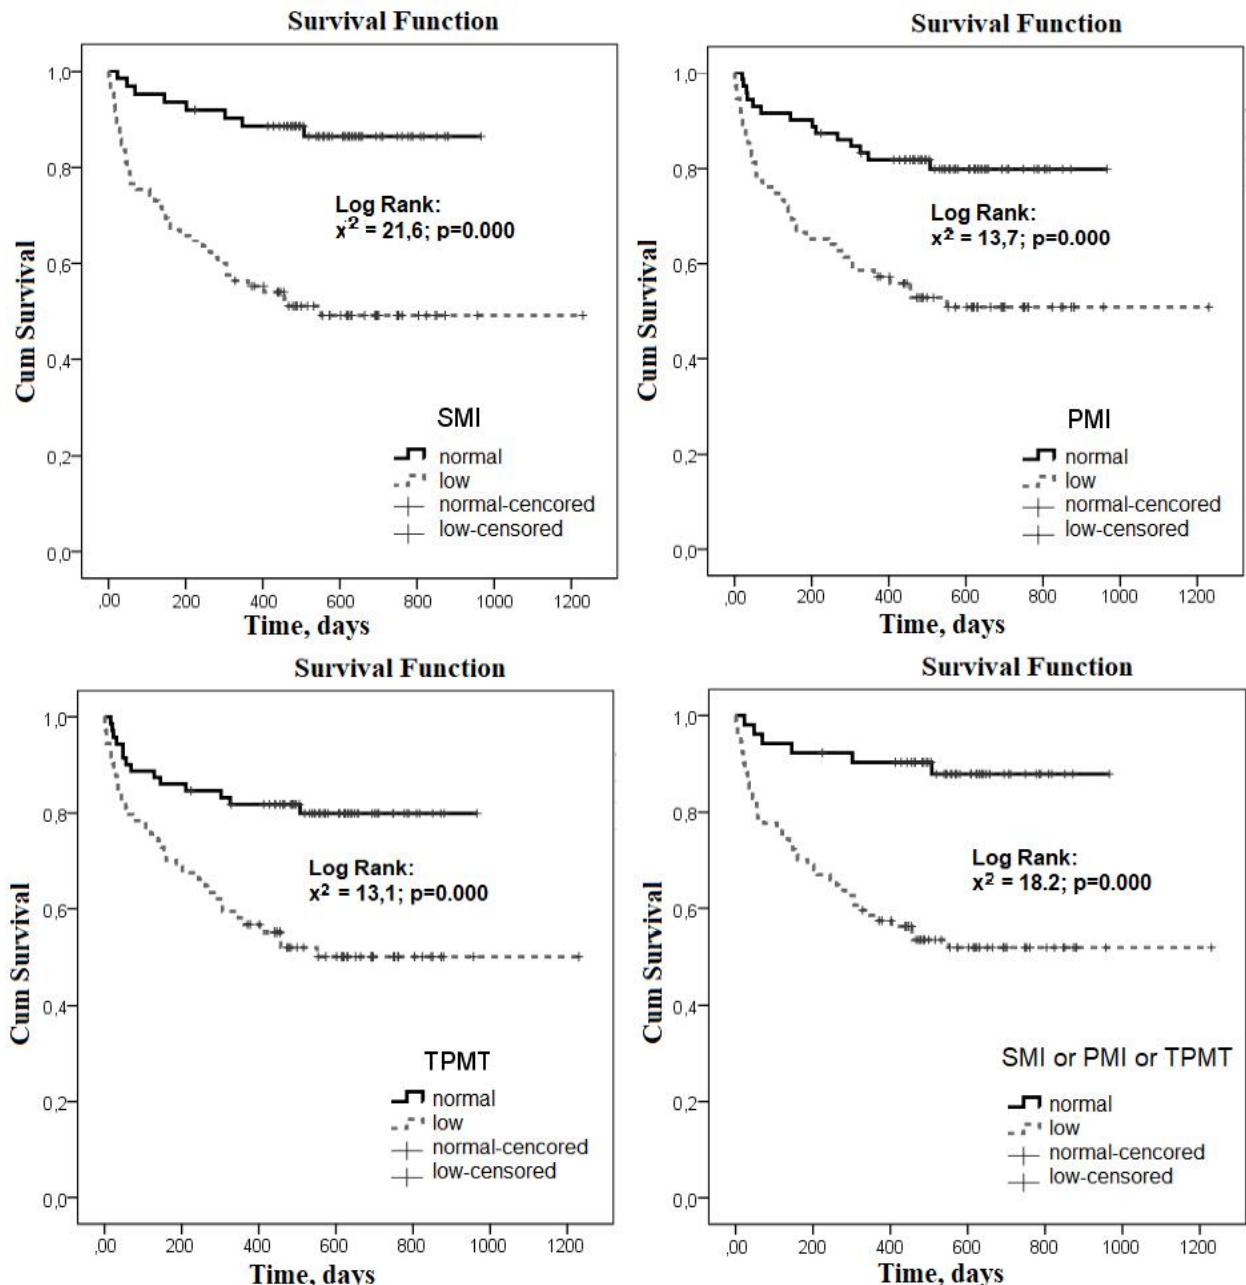 Survival Function
1,0
0,8
0,6
0,4
0,2
0,0
Cum Survival
Log Rank:
x² = 21,6; p=0.000
SMI
normal
low
normal-cencored
low-censored
,00 200 400 600 800 1000 1200
Time, days
Survival Function
1,0
0,8
0,6
0,4
0,2
0,0
Cum Survival
Log Rank:
x² = 13,7; p=0.000
PMI
normal
low
normal-cencored
low-censored
,00 200 400 600 800 1000 1200
Time, days
Survival Function
1,0
0,8
0,6
0,4
0,2
0,0
Cum Survival
Log Rank:
x² = 13,1; p=0.000
TPMT
normal
low
normal-cencored
low-censored
,00 200 400 600 800 1000 1200
Time, days
Survival Function
1,0
0,8
0,6
0,4
0,2
0,0
Cum Survival
Log Rank:
x² = 18.2; p=0.000
SMI or PMI or TPMT
normal
low
normal-cencored
low-censored
,00 200 400 600 800 1000 1200
Time, days